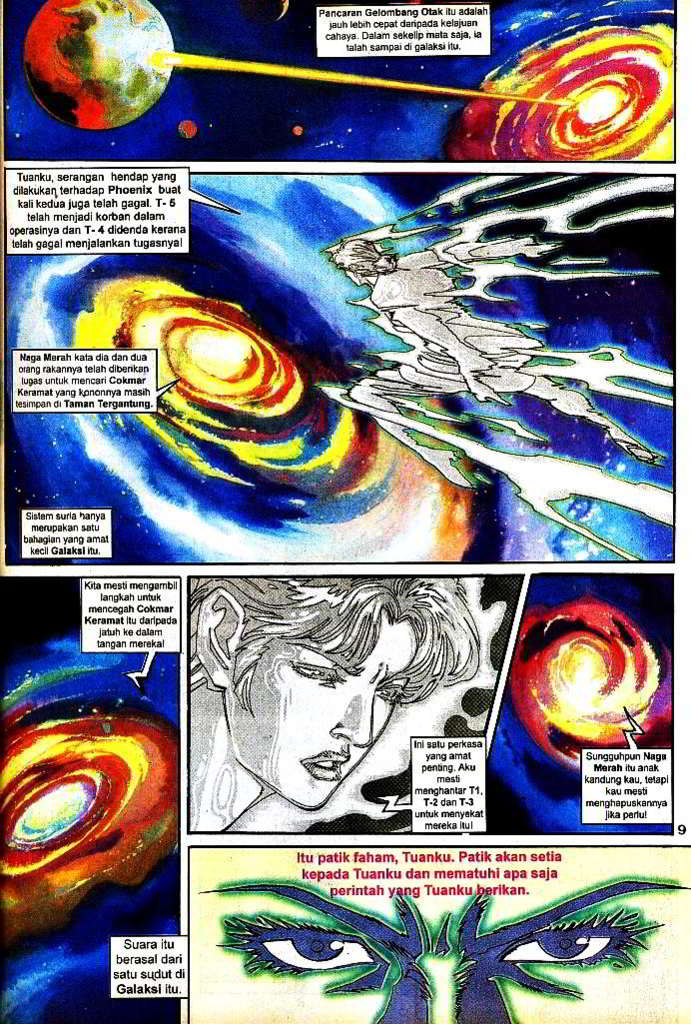 Pancaran Gelombang Otak itu adalah
jauh lebih cepat daripada kelajuan
cahaya. Dalam sekelip mata saja, ia
telah sampai di galaksi itu.
Tuanku, serangan hendap yang
dilakukan terhadap Phoenix buat
kali kedua juga telah gagal. T- 5
telah menjadi korban dalam
operasinya dan T- 4 didenda kerana
telah gagal menjalankan tugasnya!
Naga Merah kata dia dan dua
orang rakannya telah diberikan
tugas untuk mencari Cokmar
Keramat yang kononnya masih
tesimpan di Taman Tergantung.
Sistem suria hanya
merupakan satu
bahagian yang amat
kecil Galaksi itu.
Kita mesti mengambil
langkah untuk
mencegah Cokmar
Keramat itu daripada
jatuh ke dalam
tangan mereka!
Ini satu perkasa
yang amat
penting. Aku
mesti
menghantar T1,
T-2 dan T-3
untuk menyekat
mereka itu!
Sungguhpun Naga
Merah itu anak
kandung kau, tetapi
kau mesti
menghapuskannya
jika perlu!
9
Itu patik faham, Tuanku. Patik akan setia
kepada Tuanku dan mematuhi apa saja
perintah yang Tuanku berikan.
Suara itu
berasal dari
satu sudut di
Galaksi itu.